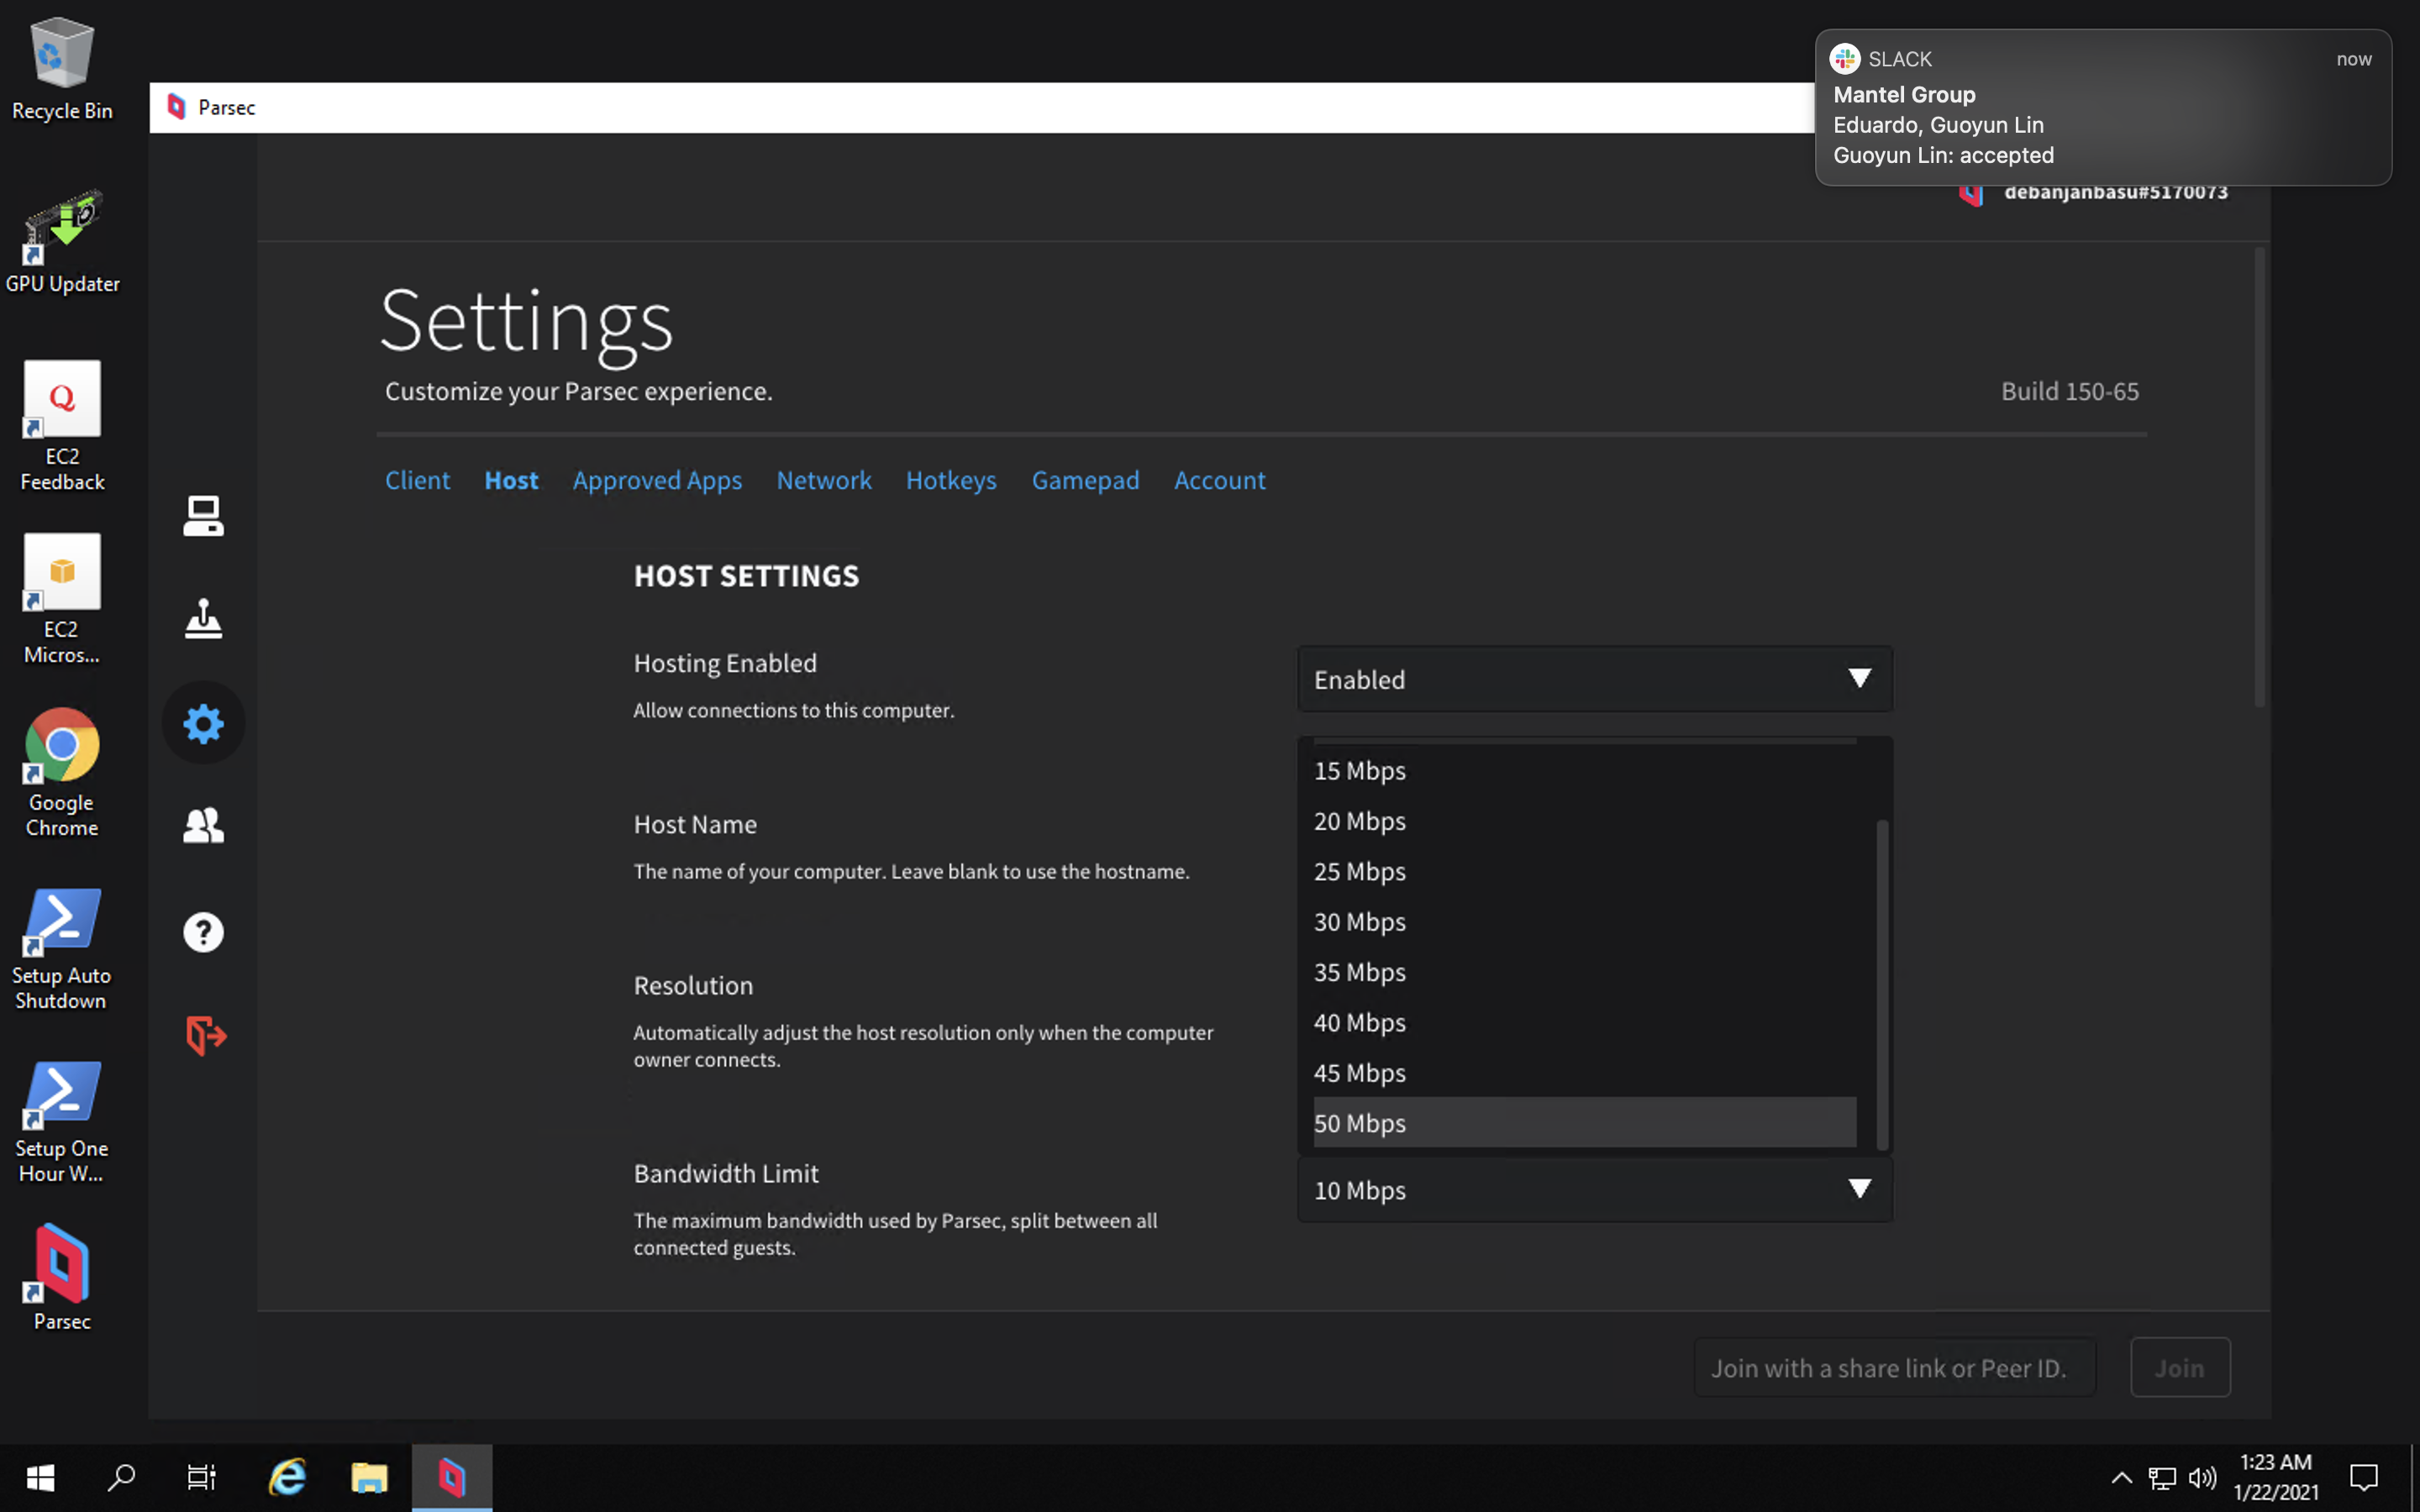 Recycle Bin
GPU Updater
EC2
Feedback
EC2
Micros...
Google
Chrome
Setup Auto
Shutdown
Setup One
Hour W...
Parsec
Parsec
SLACK
now
Mantel Group
Eduardo, Guoyun Lin
Guoyun Lin: accepted
debanjanbasu#5170073
Settings
Customize your Parsec experience.
Build 150-65
Client Host Approved Apps Network Hotkeys Gamepad Account
HOST SETTINGS
Hosting Enabled
Allow connections to this computer.
Enabled
Host Name
The name of your computer. Leave blank to use the hostname.
Resolution
Automatically adjust the host resolution only when the computer
owner connects.
15 Mbps
20 Mbps
25 Mbps
30 Mbps
35 Mbps
40 Mbps
45 Mbps
50 Mbps
Bandwidth Limit
The maximum bandwidth used by Parsec, split between all
connected guests.
10 Mbps
Join with a share link or Peer ID.
Join
1:23 AM
1/22/2021